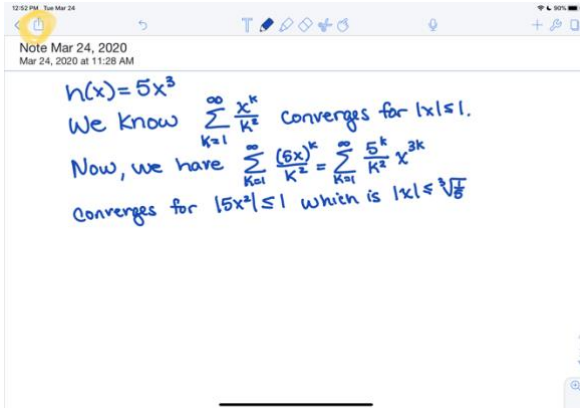 12:52 PM Tue Mar 24
90%
Note Mar 24, 2020
Mar 24, 2020 at 11:28 AM
h(x)=5x³
We know ∑_{k=1}^{∞} x^k/k² converges for |x|≤1.
Now, we have ∑_{k=1}^{∞} (5x)^k/k² = ∑_{k=1}^{∞} 5^k/k² x^{3k}
Converges for |5x²|≤1 which is |x|≤ ∛(1/5)